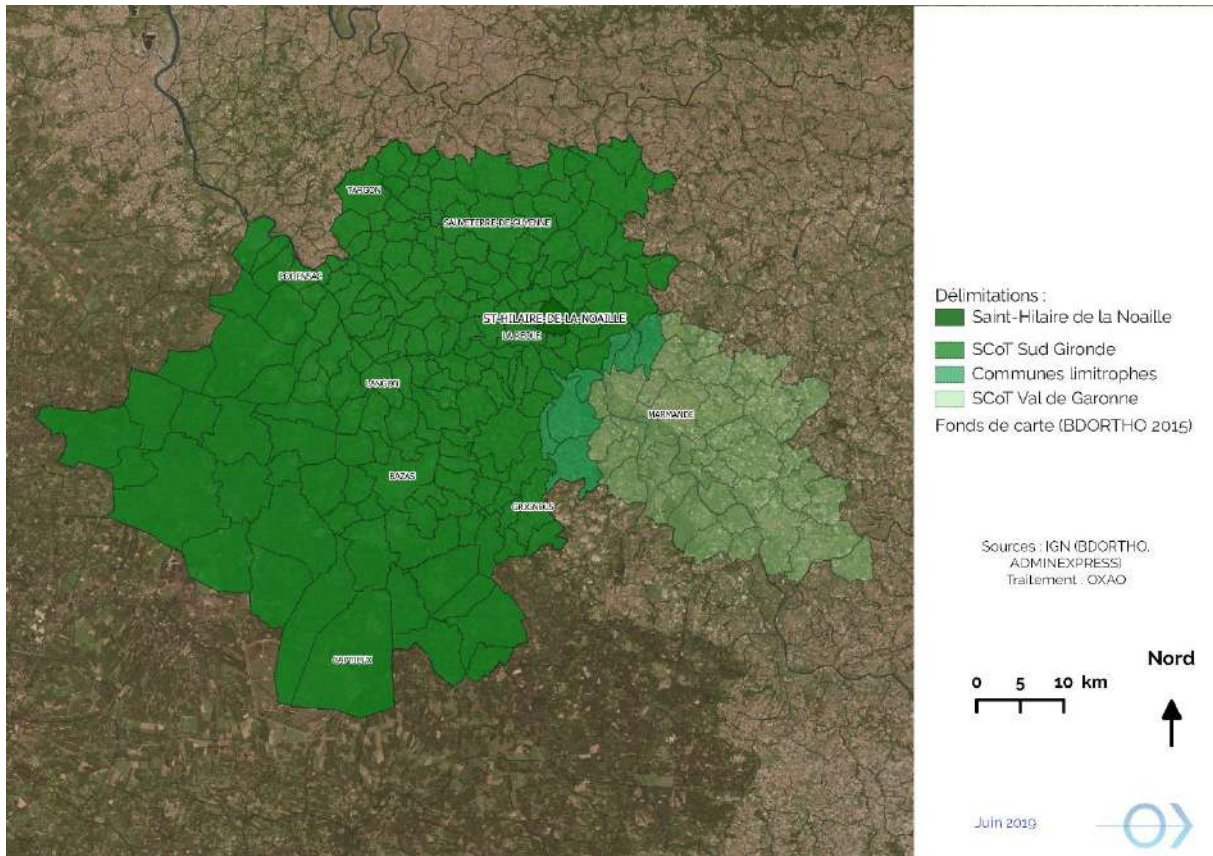 TARGON
SAUVETERRE-DE-GUYENNE
PODENSAC
ST-HILAIRE-DE-LA-NOAILLE
LA REOLE
LANGON
MARMANDE
BAZAS
GRIGNOLS
CAPTIEUX
Délimitations :
Saint-Hilaire de la Noaille
SCoT Sud Gironde
Communes limitrophes
SCoT Val de Garonne
Fonds de carte (BDORTHO 2015)
Sources : IGN (BDORTHO,
ADMINEXPRESS)
Traitement : OXAO
Nord
0 5 10 km
Juin 2019